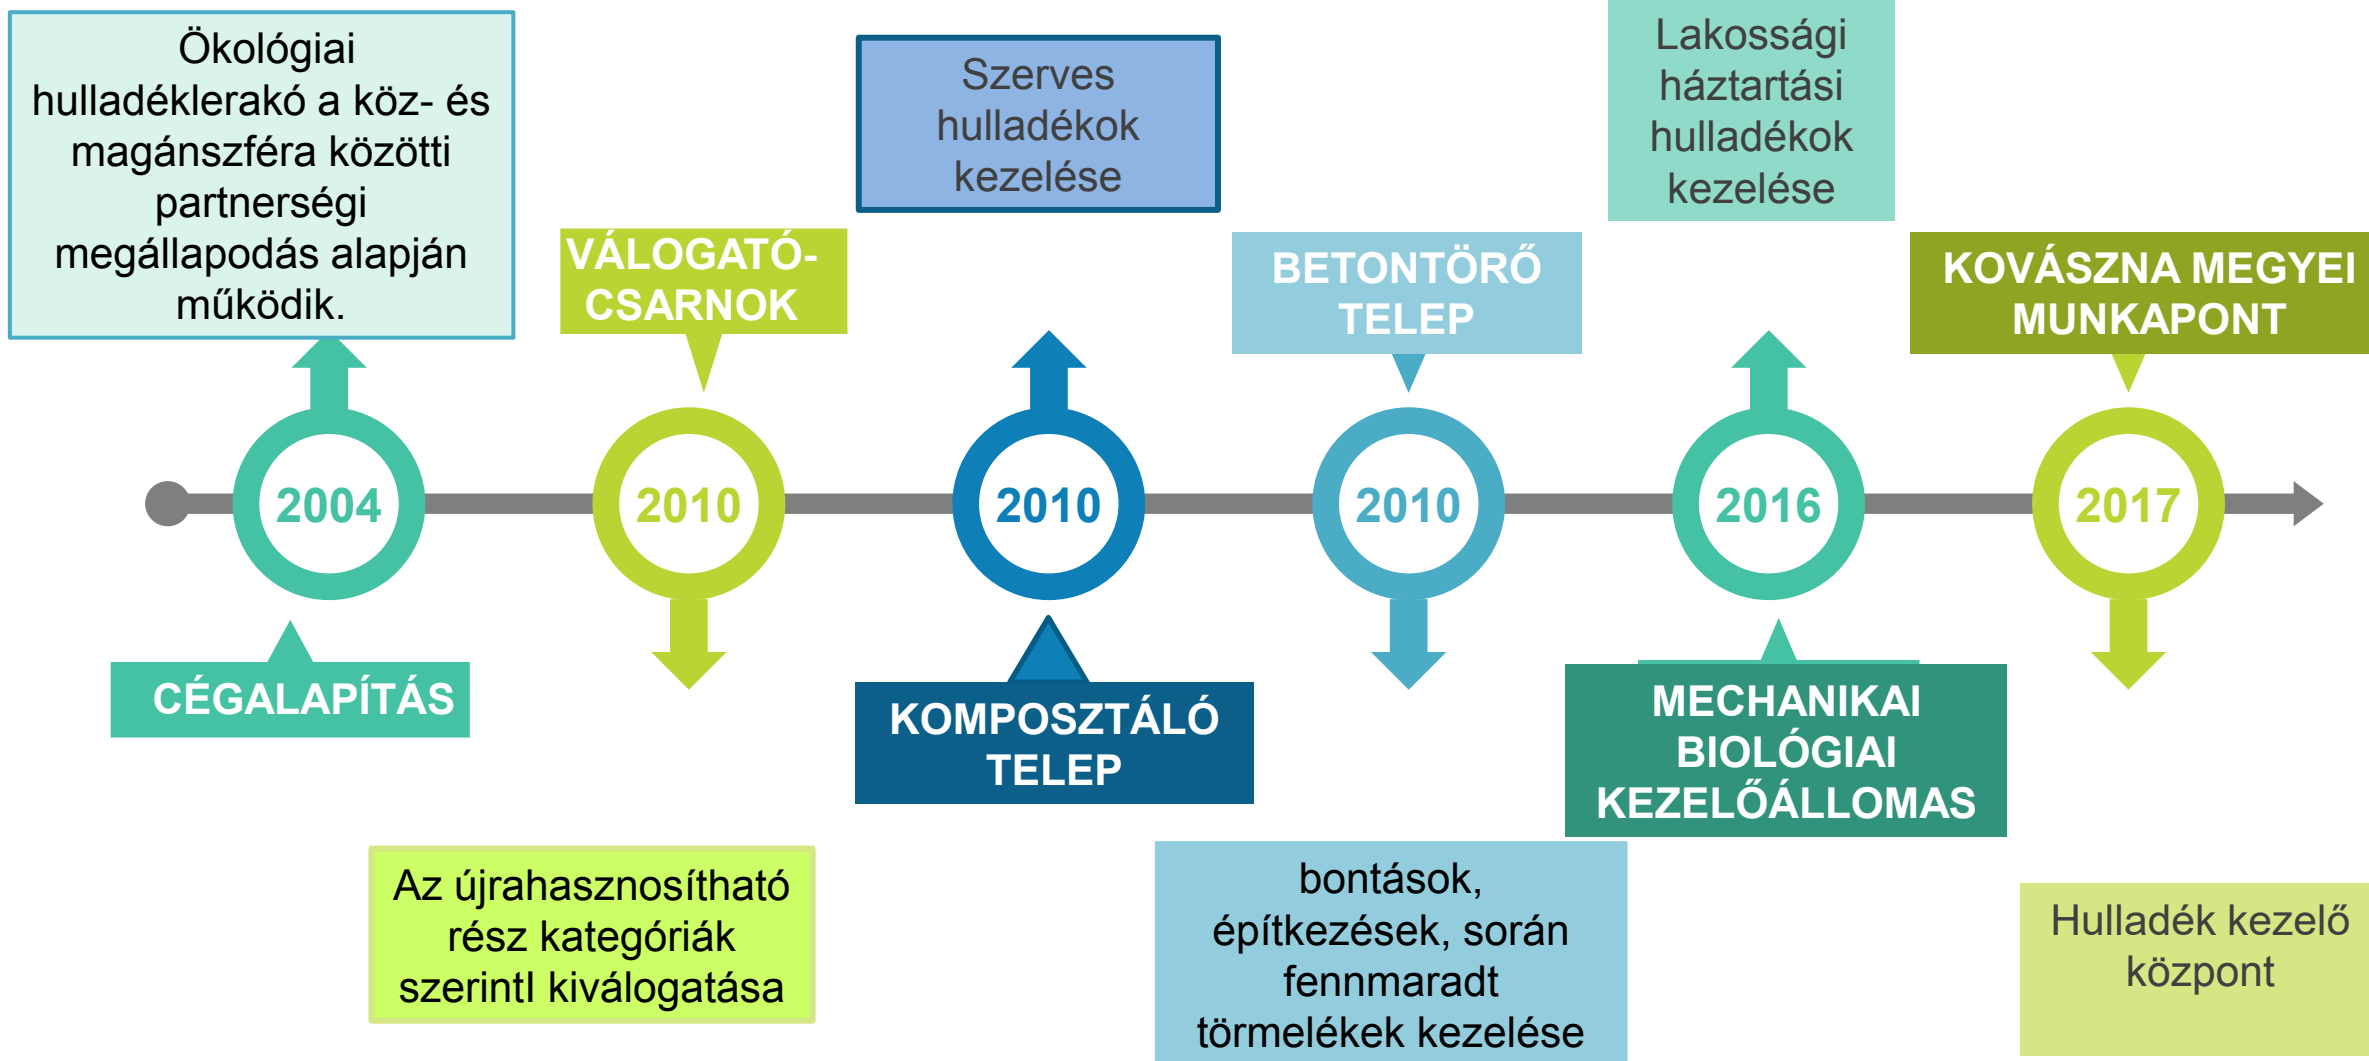 Ökológiai
hulladéklerakó a köz- és
magánszféra közötti
partnerségi
megállapodás alapján
működik.
2004
CÉGALAPÍTÁS
VÁLOGATÓ-
CSARNOK
2010
Az újrahasznosítható
rész kategóriák
szerintI kiválogatása
Szerves
hulladékok
kezelése
2010
KOMPOSZTÁLÓ
TELEP
BETONTÖRŐ
TELEP
2010
bontások,
építkezések, során
fennmaradt
törmelékek kezelése
Lakossági
háztartási
hulladékok
kezelése
2016
MECHANIKAI
BIOLÓGIAI
KEZELŐÁLLOMAS
KOVÁSZNA MEGYEI
MUNKAPONT
2017
Hulladék kezelő
központ